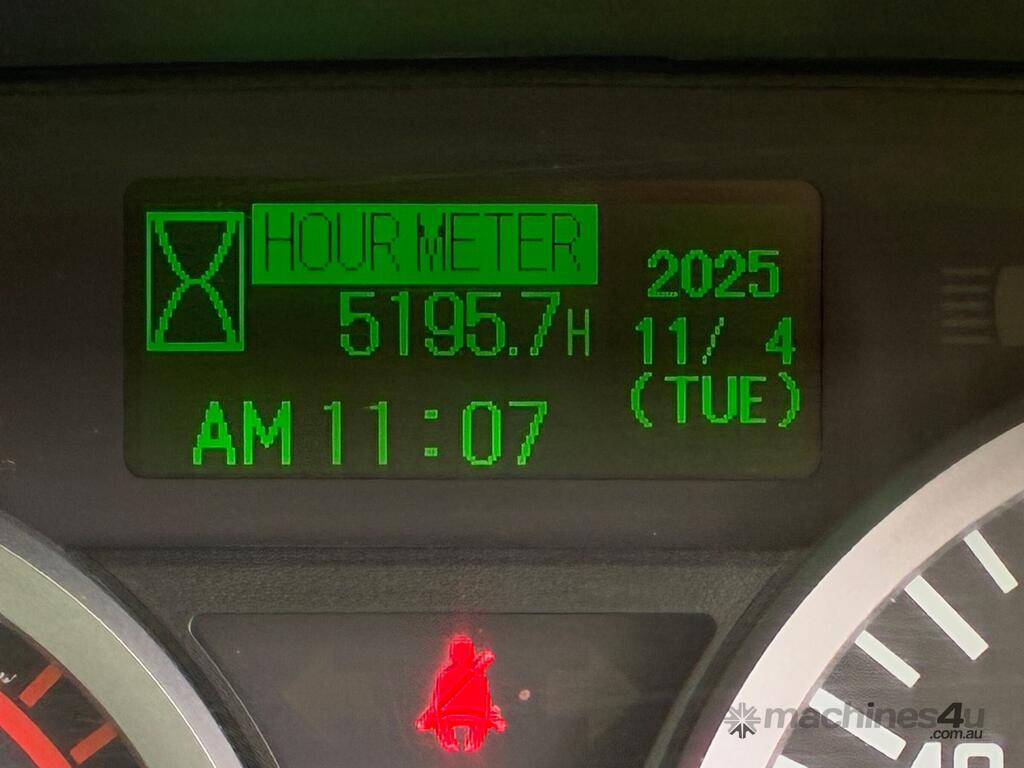 HOUR METER
5195.7H
AM 11:07
2025
11/ 4
(TUE)
machines4u
.com.au